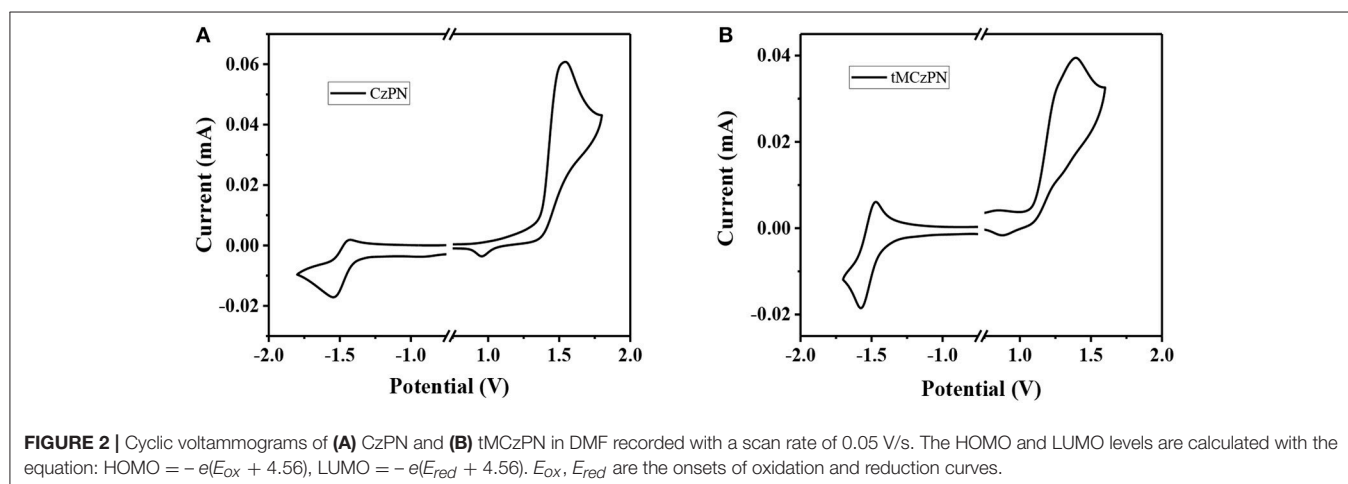 A
0.06
0.04
0.02
0.00
-0.02
Current (mA)
CzPN
-2.0 -1.5 -1.0 1.0 1.5 2.0
Potential (V)
B
0.04
0.02
0.00
-0.02
Current (mA)
tMCzPN
-2.0 -1.5 -1.0 1.0 1.5 2.0
Potential (V)
FIGURE 2 | Cyclic voltammograms of (A) CzPN and (B) tMCzPN in DMF recorded with a scan rate of 0.05 V/s. The HOMO and LUMO levels are calculated with the
equation: HOMO = – e(Eox + 4.56), LUMO = – e(Ered + 4.56). Eox, Ered are the onsets of oxidation and reduction curves.